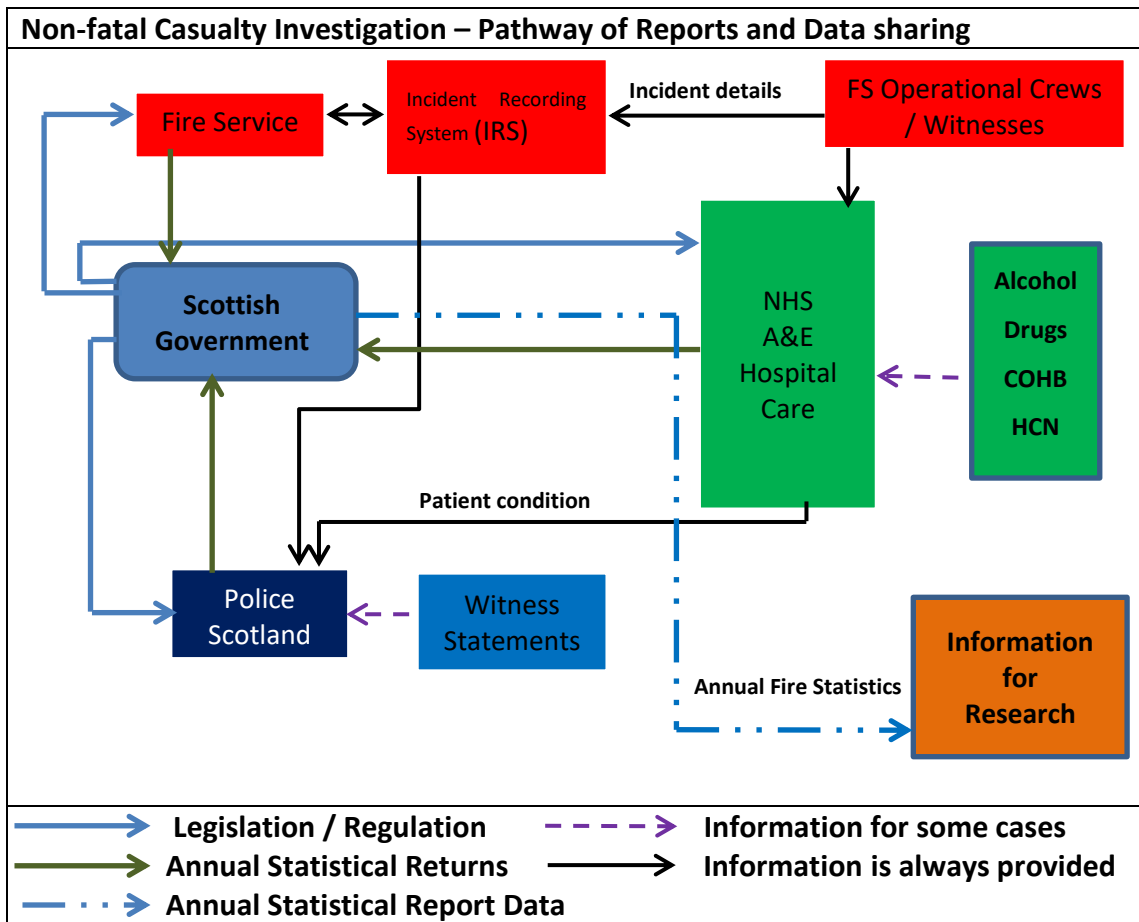 Non-fatal Casualty Investigation – Pathway of Reports and Data sharing
Fire Service
Incident Recording
System (IRS)
Incident details
FS Operational Crews
/ Witnesses
Scottish
Government
NHS
A&E
Hospital
Care
Alcohol
Drugs
COHB
HCN
Patient condition
Police
Scotland
Witness
Statements
Annual Fire Statistics
Information
for
Research
Legislation / Regulation
Information for some cases
Annual Statistical Returns
Information is always provided
Annual Statistical Report Data